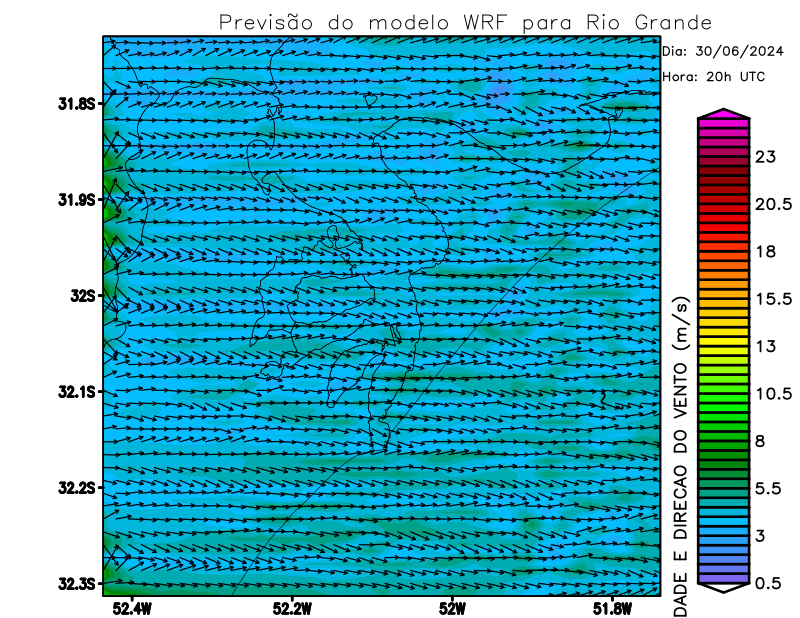 Previsão do modelo WRF para Rio Grande
Dia: 30/06/2024
Hora: 20h UTC
31.8S
31.9S
32S
32.1S
32.2S
32.3S
52.4W
52.2W
52W
51.8W
DADE E DIRECAO DO VENTO (m/s)
23
20.5
18
15.5
13
10.5
8
5.5
3
0.5